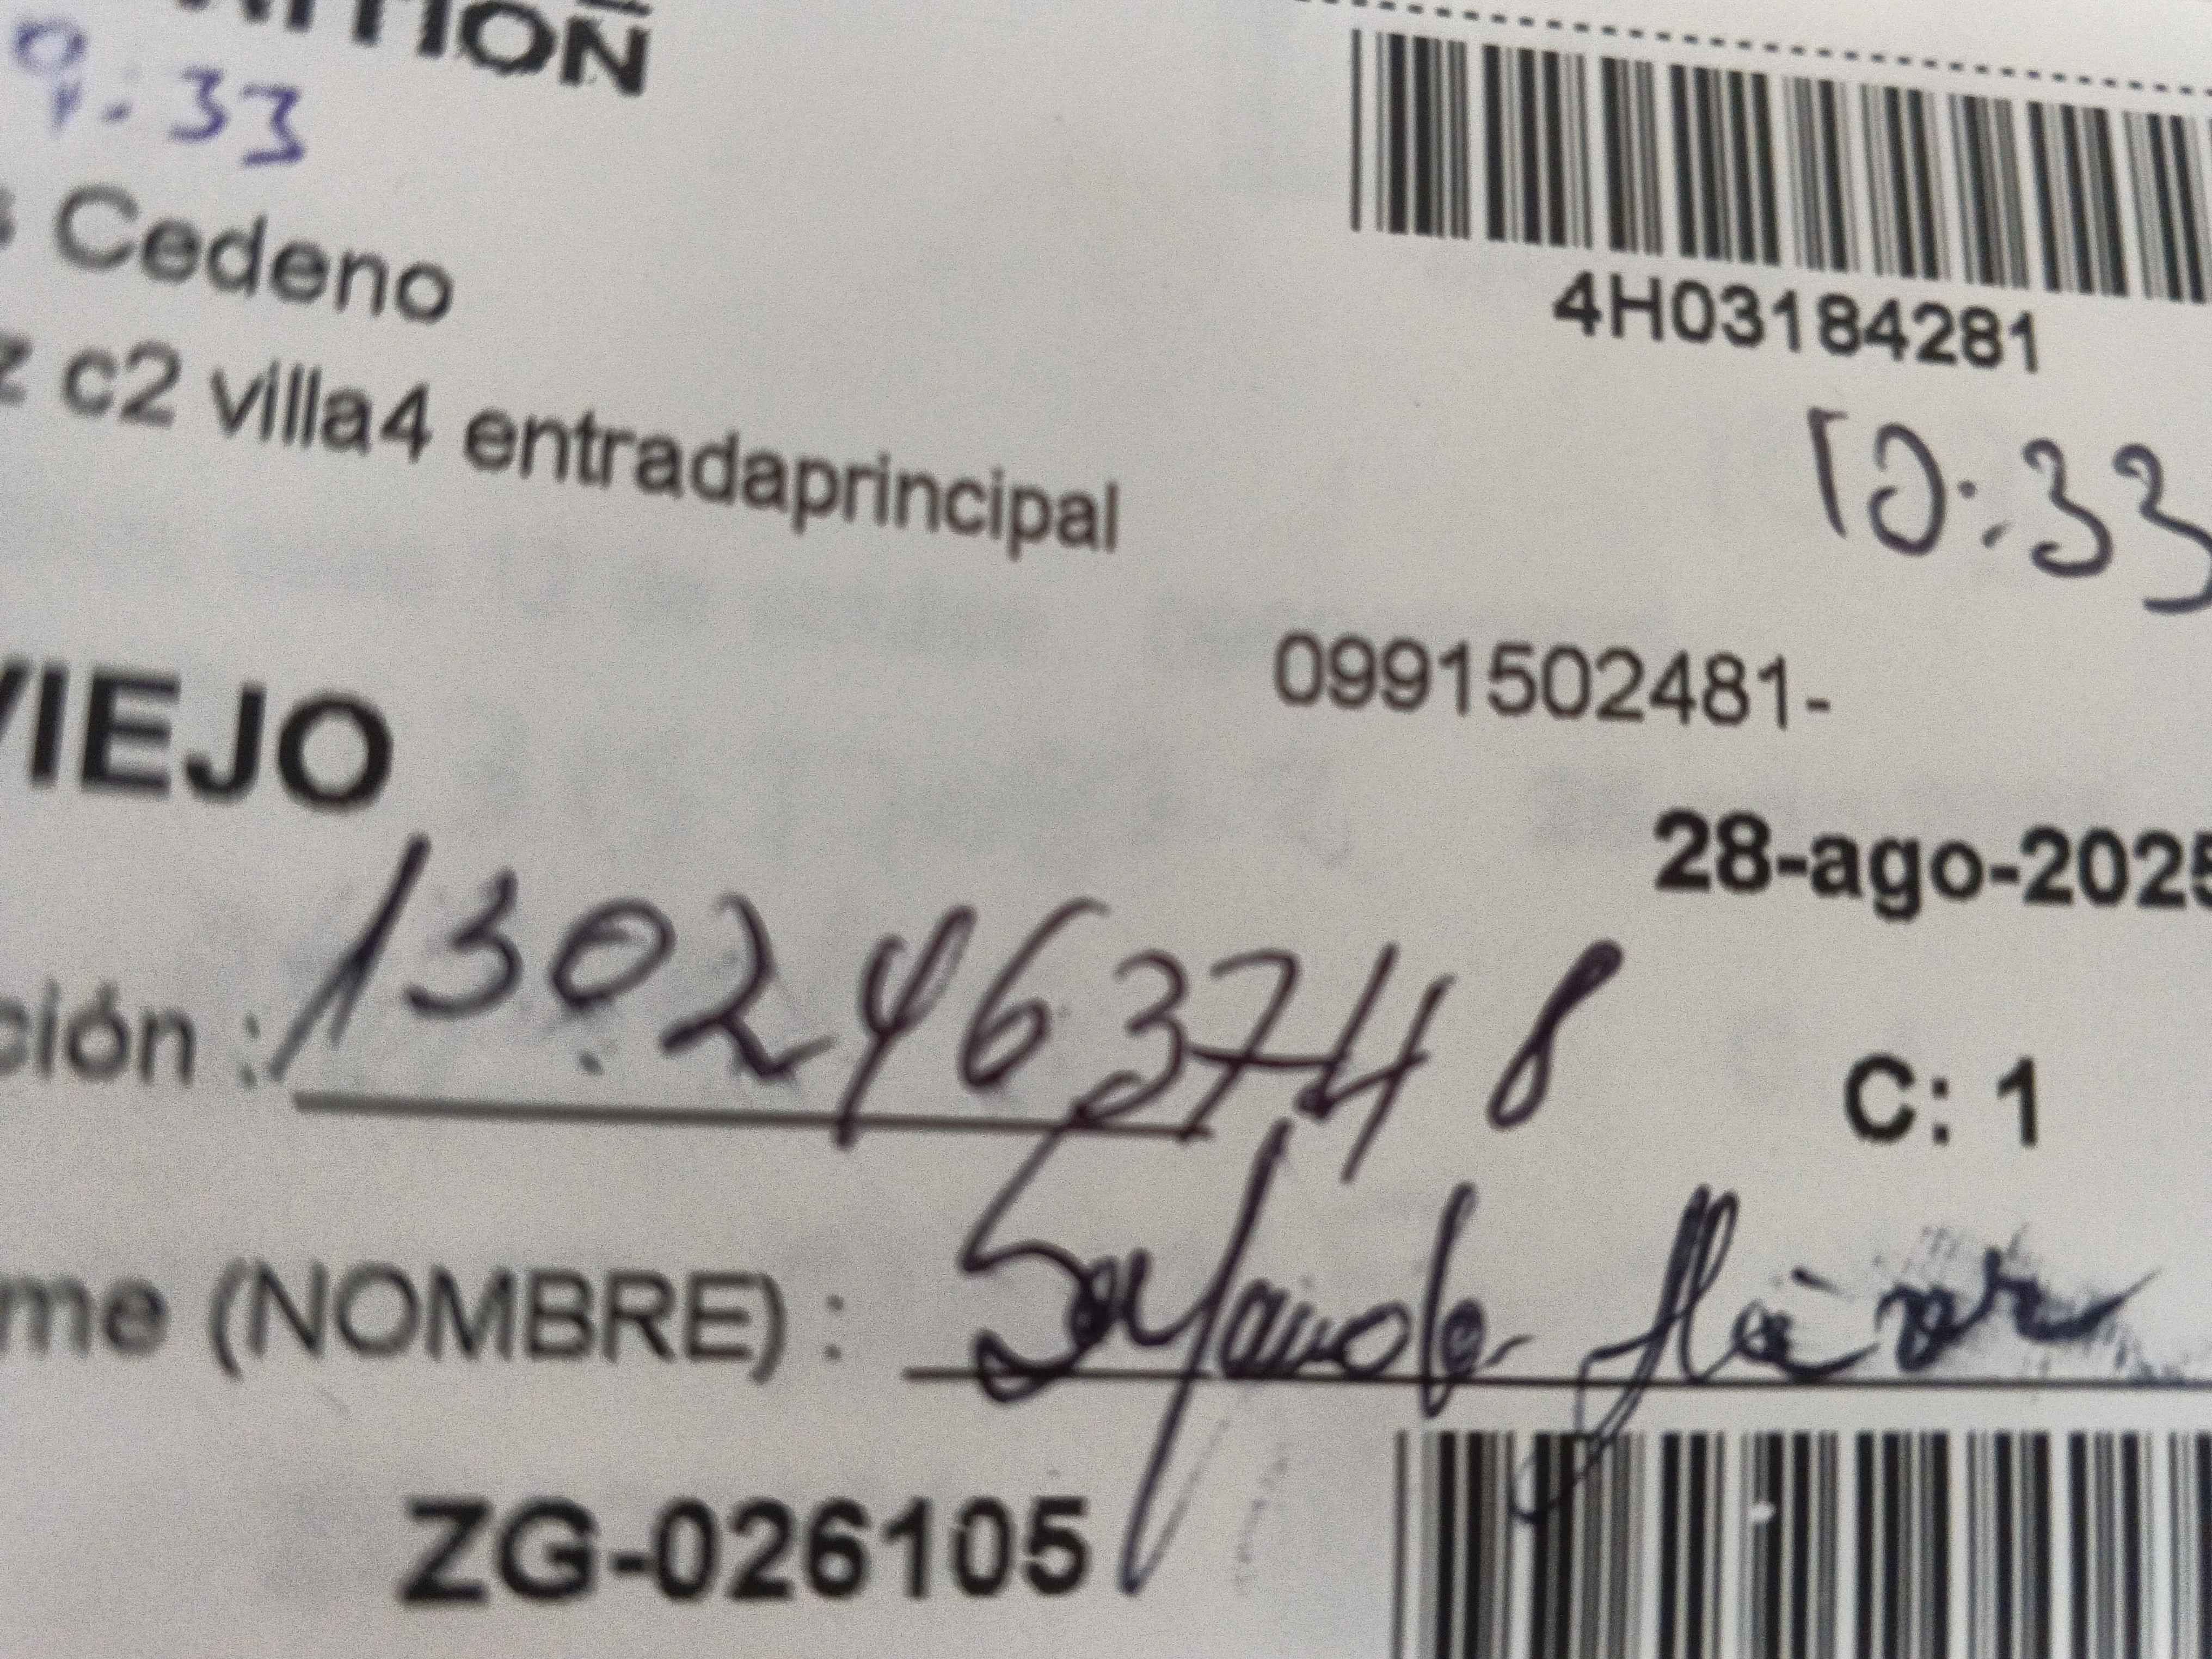 9:33
4H03184281
Cedeno
c2 villa4 entradaprincipal
10:33
0991502481-
VIEJO
28-ago-2025
ción : 1302463748
C: 1
me (NOMBRE) :
ZG-026105